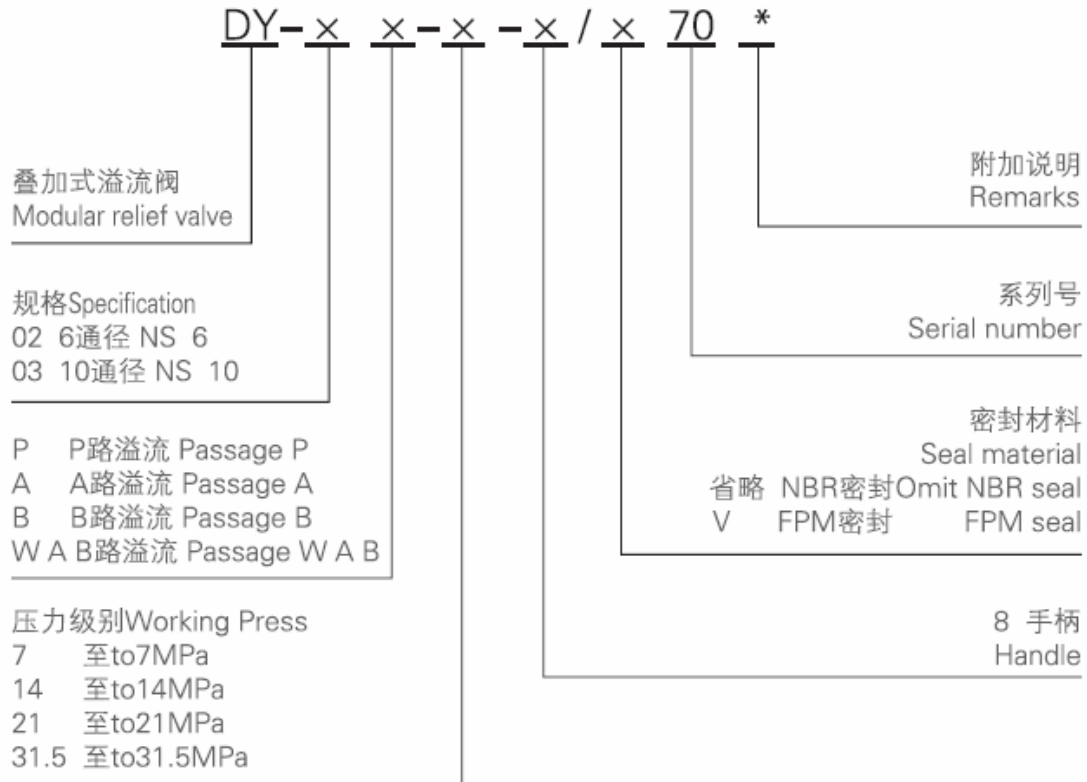 DY-× ×-× -×/× 70 *
叠加式溢流阀
Modular relief valve
规格Specification
02 6通径 NS 6
03 10通径 NS 10
P P路溢流 Passage P
A A路溢流 Passage A
B B路溢流 Passage B
W A B路溢流 Passage W A B
压力级别Working Press
7 至to7MPa
14 至to14MPa
21 至to21MPa
31.5 至to31.5MPa
附加说明
Remarks
系列号
Serial number
密封材料
Seal material
省略 NBR密封Omit NBR seal
V FPM密封 FPM seal
8 手柄
Handle